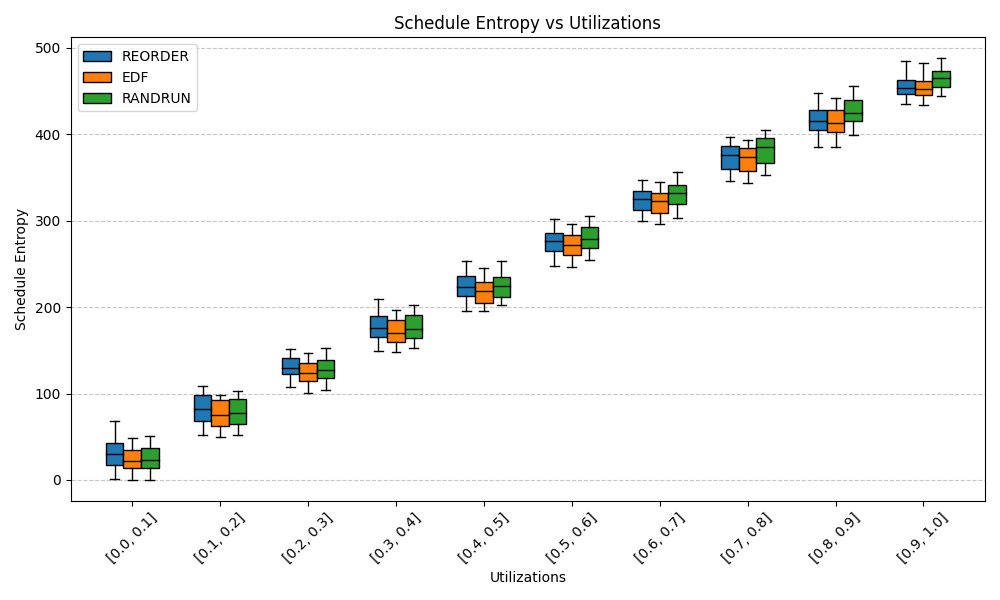 Schedule Entropy vs Utilizations
REORDER
EDF
RANDRUN
Schedule Entropy
500
400
300
200
100
0
[0.0, 0.1]
[0.1, 0.2]
[0.2, 0.3]
[0.3, 0.4]
[0.4, 0.5]
[0.5, 0.6]
[0.6, 0.7]
[0.7, 0.8]
[0.8, 0.9]
[0.9, 1.0]
Utilizations